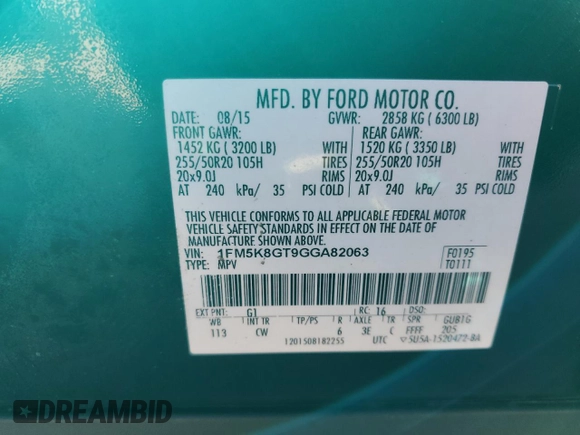 MFD. BY FORD MOTOR CO.
DATE: 08/15 GVWR: 2858 KG ( 6300 LB)
FRONT GAWR: REAR GAWR:
1452 KG ( 3200 LB) WITH 1520 KG ( 3350 LB) WITH
255/50R20 105H TIRES 255/50R20 105H TIRES
20x9.0J RIMS 20x9.0J RIMS
AT 240 kPa/ 35 PSI COLD AT 240 kPa/ 35 PSI COLD
THIS VEHICLE CONFORMS TO ALL APPLICABLE FEDERAL MOTOR
VEHICLE SAFETY STANDARDS IN EFFECT ON THE DATE OF
MANUFACTURE SHOWN ABOVE.
VIN: 1FM5K8GT9GGA82063 F0195
TYPE: MPV T0111
EXT PNT: G1 RC: 16 DSO:
WB INT TR TP/PS R AXLE TR SPR GUB1G
113 CW 6 3E C FFFF 205
1201508182255 UTC 5U5A-1520472-BA
DREAMBID